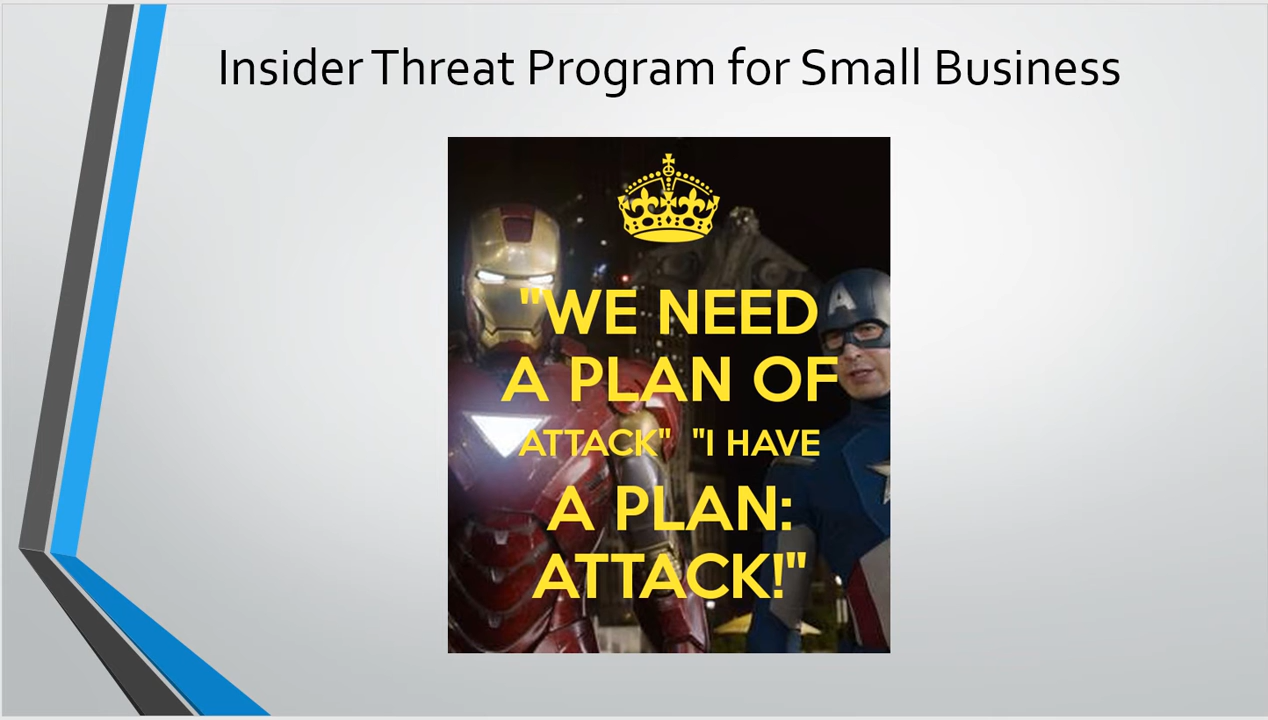 Insider Threat Program for Small Business
"WE NEED
A PLAN OF
ATTACK" "I HAVE
A PLAN:
ATTACK!"
A